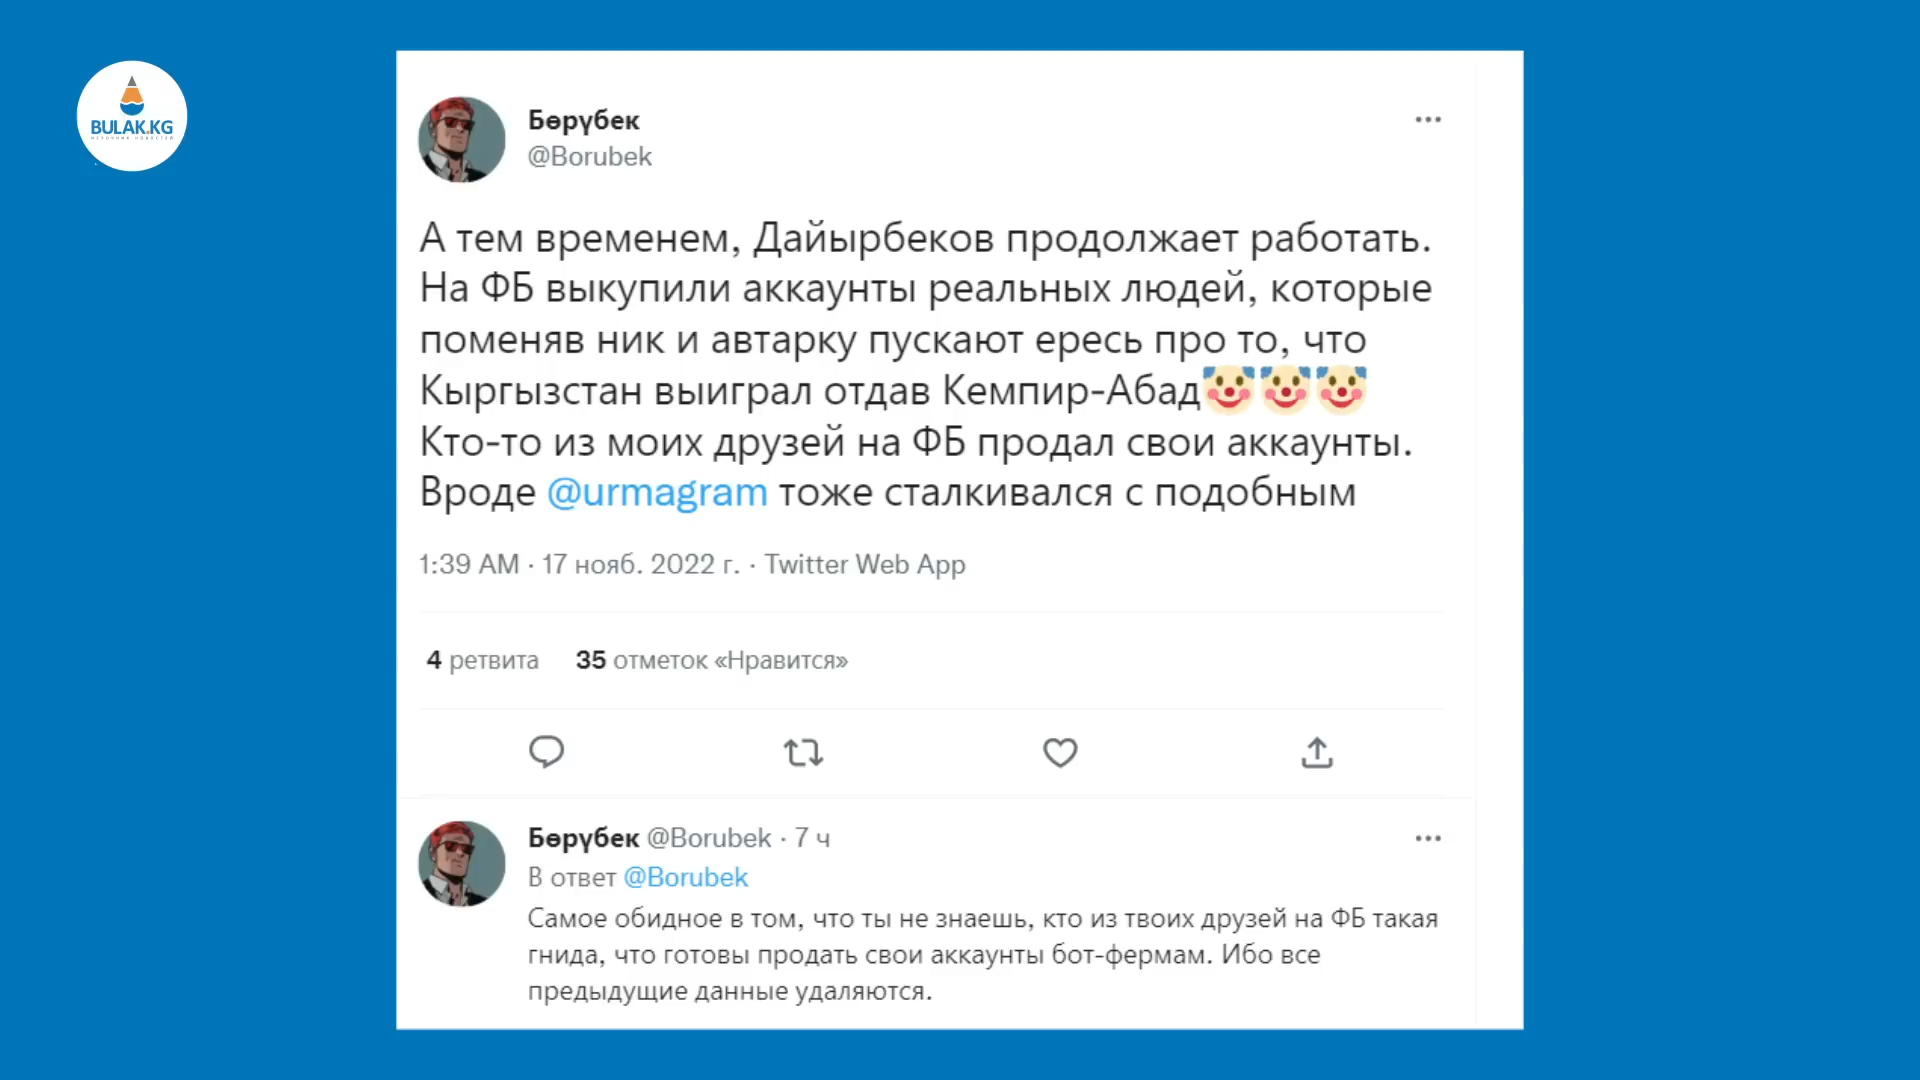 BULAK.KG
ИСТОЧНИК НОВОСТЕЙ
Бөрүбек
@Borubek
А тем временем, Дайырбеков продолжает работать.
На ФБ выкупили аккаунты реальных людей, которые
поменяв ник и автарку пускают ересь про то, что
Кыргызстан выиграл отдав Кемпир-Абад🤡🤡🤡
Кто-то из моих друзей на ФБ продал свои аккаунты.
Вроде @urmagram тоже сталкивался с подобным
1:39 AM · 17 нояб. 2022 г. · Twitter Web App
4 ретвита 35 отметок «Нравится»
Бөрүбек @Borubek · 7 ч
В ответ @Borubek
Самое обидное в том, что ты не знаешь, кто из твоих друзей на ФБ такая
гнида, что готовы продать свои аккаунты бот-фермам. Ибо все
предыдущие данные удаляются.